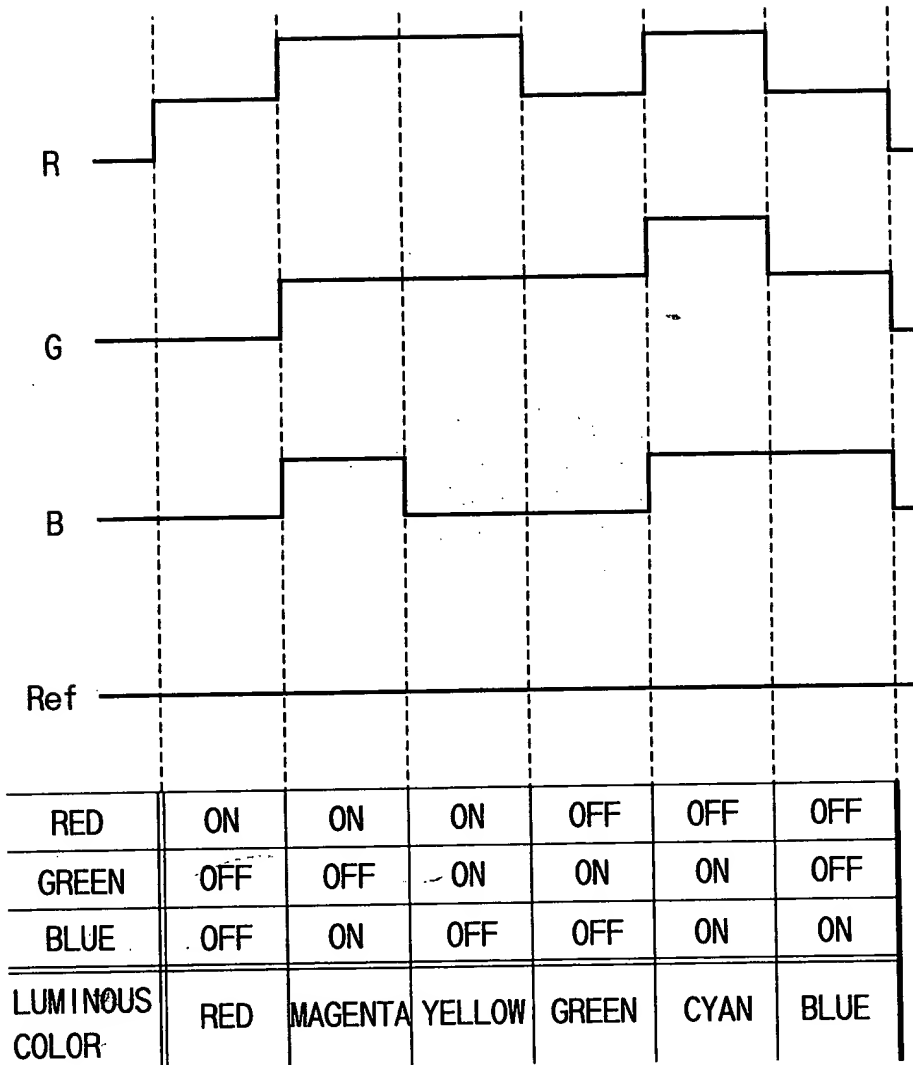 R
G
B
Ref
RED ON ON ON OFF OFF OFF
GREEN OFF OFF ON ON ON OFF
BLUE OFF ON OFF OFF ON ON
LUMINOUS COLOR RED MAGENTA YELLOW GREEN CYAN BLUE